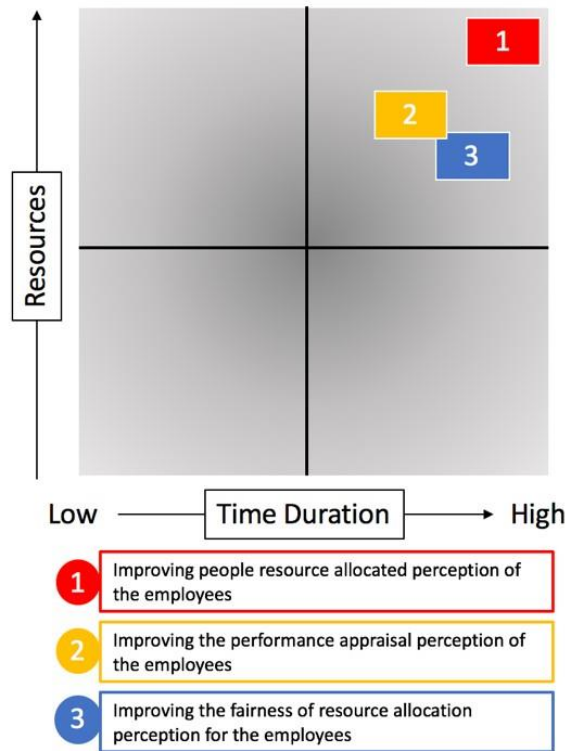 1
2
3
Resources
Low
Time Duration
High
1
Improving people resource allocated perception of
the employees
2
Improving the performance appraisal perception of
the employees
3
Improving the fairness of resource allocation
perception for the employees